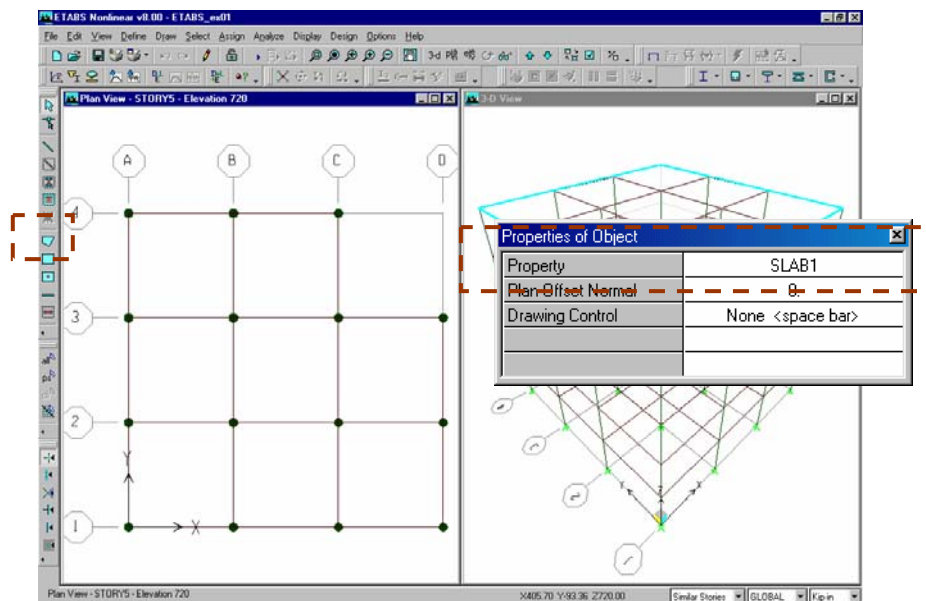 ETABS Nonlinear v8.00 - ETABS_ex01
File Edit View Define Draw Select Assign Analyze Display Design Options Help
3-d
Plan View - STORY5 - Elevation 720
3-D View
A B C D
4
3
2
1
Y
X
Properties of Object
Property SLAB1
Plan Offset Normal 0.
Drawing Control None <space bar>
Y Z X
2
1
Plan View - STORY5 - Elevation 720 X405.70 Y-93.36 Z720.00 Similar Stories GLOBAL Kip-in